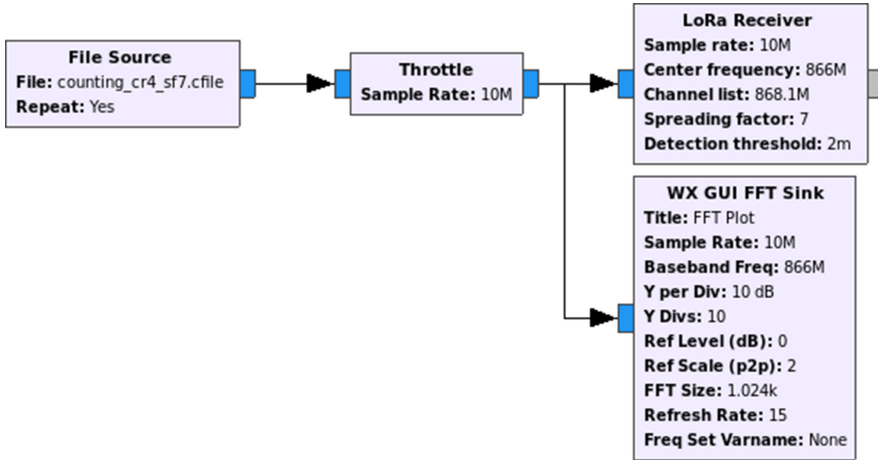 File Source
File: counting_cr4_sf7.cfile
Repeat: Yes
Throttle
Sample Rate: 10M
LoRa Receiver
Sample rate: 10M
Center frequency: 866M
Channel list: 868.1M
Spreading factor: 7
Detection threshold: 2m
WX GUI FFT Sink
Title: FFT Plot
Sample Rate: 10M
Baseband Freq: 866M
Y per Div: 10 dB
Y Divs: 10
Ref Level (dB): 0
Ref Scale (p2p): 2
FFT Size: 1.024k
Refresh Rate: 15
Freq Set Varname: None